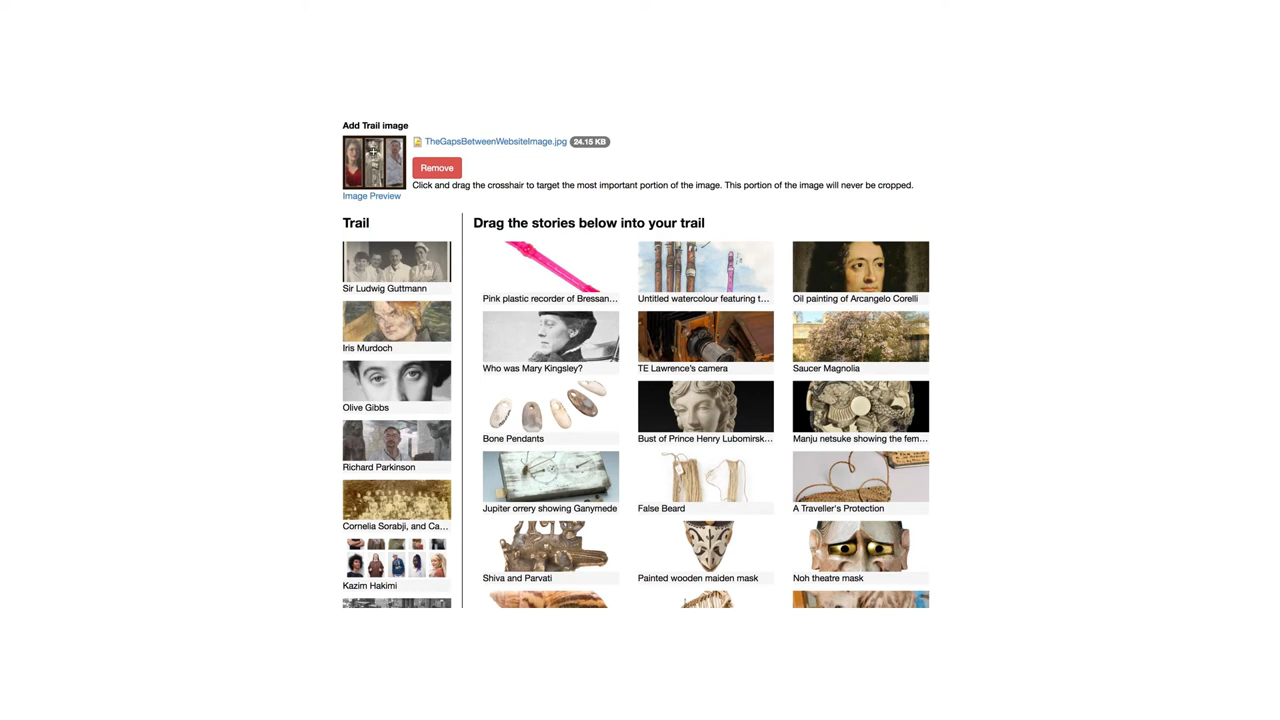 Add Trail image
TheGapsBetweenWebsiteImage.jpg 24.15 KB
Remove
Click and drag the crosshair to target the most important portion of the image. This portion of the image will never be cropped.
Image Preview
Trail
Drag the stories below into your trail
Sir Ludwig Guttmann
Iris Murdoch
Olive Gibbs
Richard Parkinson
Cornelia Sorabji, and Ca...
Kazim Hakimi
Pink plastic recorder of Bressan...
Untitled watercolour featuring t...
Oil painting of Arcangelo Corelli
Who was Mary Kingsley?
TE Lawrence's camera
Saucer Magnolia
Bone Pendants
Bust of Prince Henry Lubomirsk...
Manju netsuke showing the fem...
Jupiter orrery showing Ganymede
False Beard
A Traveller's Protection
Shiva and Parvati
Painted wooden maiden mask
Noh theatre mask